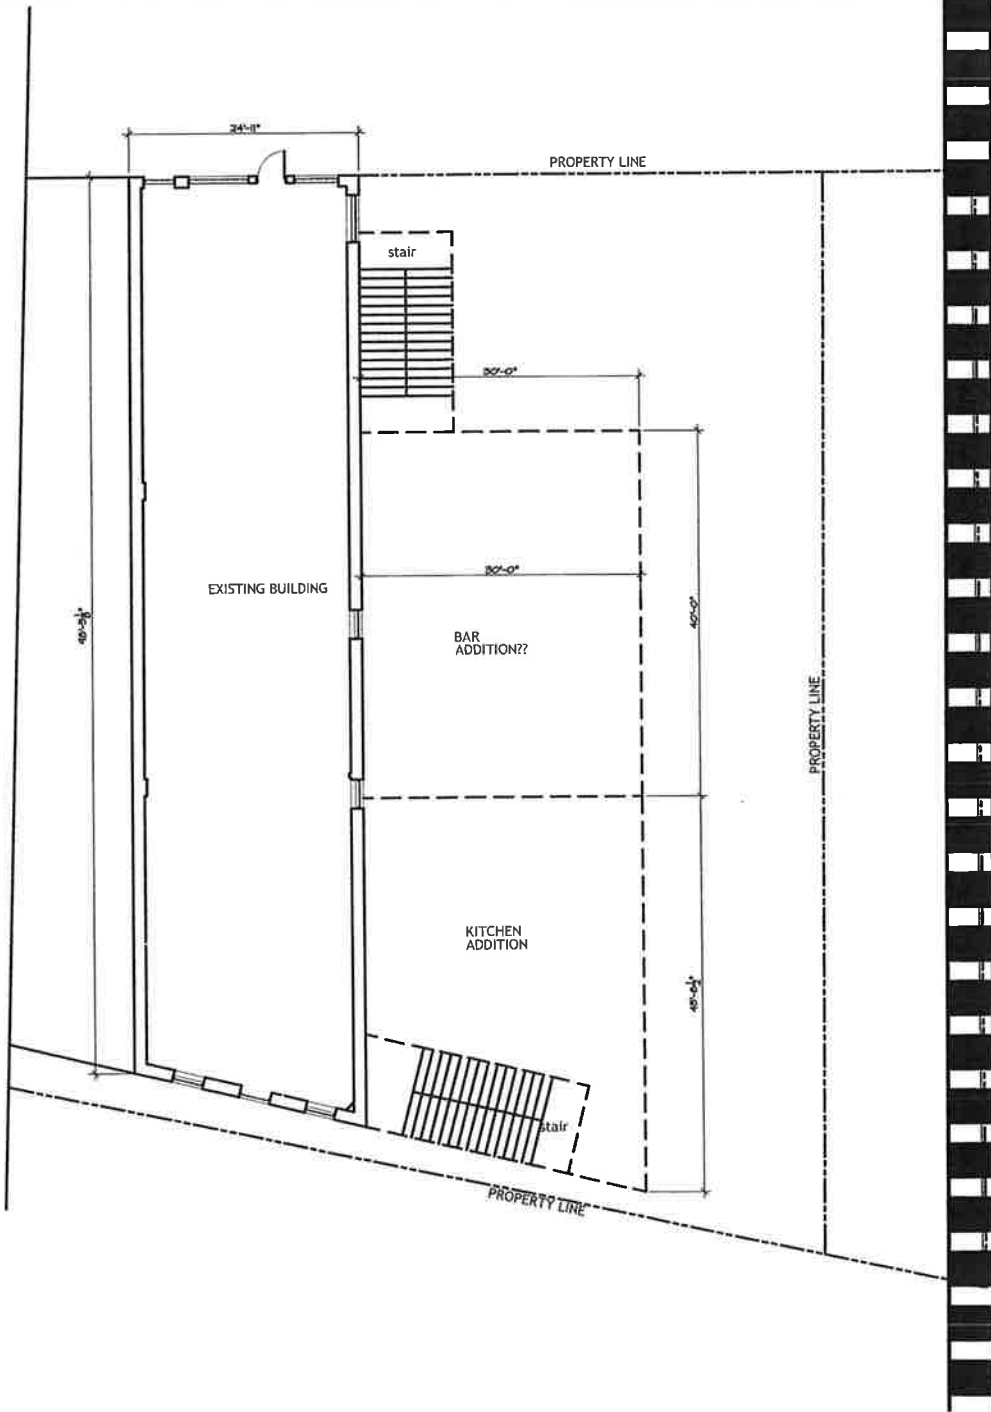 24'-11"
PROPERTY LINE
stair
30'-0"
30'-0"
EXISTING BUILDING
40'-0"
BAR
ADDITION??
PROPERTY LINE
KITCHEN
ADDITION
stair
PROPERTY LINE